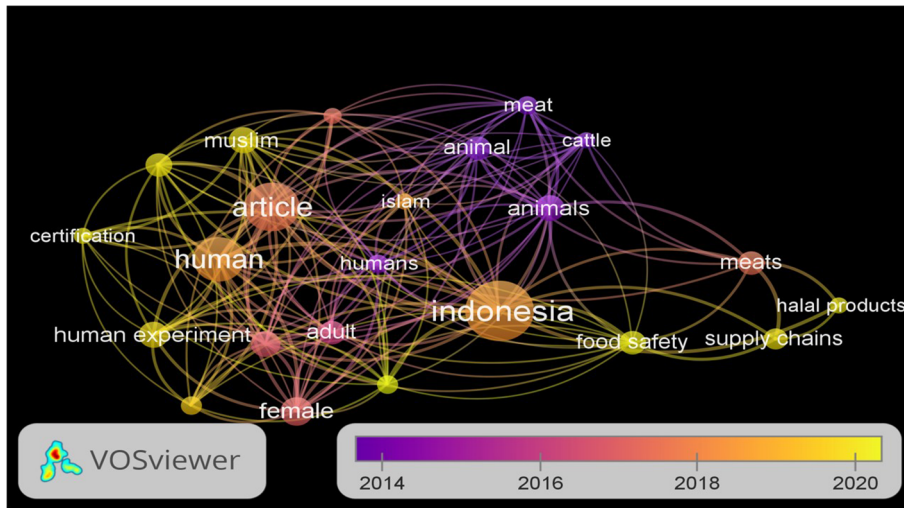 meat
muslim
cattle
animal
article
islam
animals
certification
human
humans
meats
indonesia
halal products
human experiment
adult
food safety
supply chains
female
VOSviewer
2014
2016
2018
2020